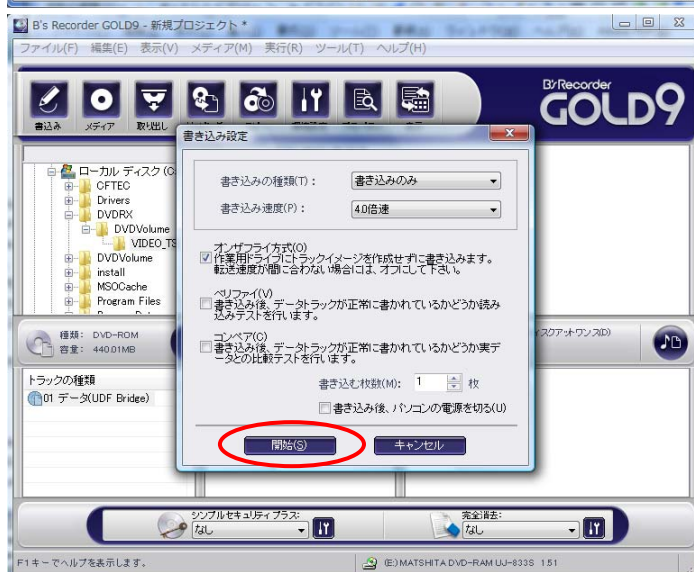 B's Recorder GOLD9 - 新規プロジェクト *
ファイル(F) 編集(E) 表示(V) メディア(M) 実行(R) ツール(T) ヘルプ(H)
B'sRecorder
GOLD9
書込み メディア 取り出し
書き込み設定
書き込みの種類(T): 書き込みのみ
書き込み速度(P): 4.0倍速
オンザフライ方式(O)
作業用ドライブにトラックイメージを作成せずに書き込みます。
転送速度が間に合わない場合には、オフにして下さい。
ベリファイ(V)
書き込み後、データトラックが正常に書かれているかどうか読み
込みテストを行います。
コンペア(C)
書き込み後、データトラックが正常に書かれているかどうか実デ
ータとの比較テストを行います。
書き込む枚数(M): 1 枚
書き込み後、パソコンの電源を切る(U)
開始(S) キャンセル
ローカル ディスク (C
CFTEC
Drivers
DVDRX
DVDVolume
VIDEO_TS
DVDVolume
install
MSOCache
Program Files
種類: DVD-ROM
容量: 440.01MB
ィスクアットワンス(D)
トラックの種類
01 データ(UDF Bridge)
シンプルセキュリティプラス:
なし
完全消去:
なし
F1キーでヘルプを表示します。
(E:)MATSHITA DVD-RAM UJ-833S 1.51